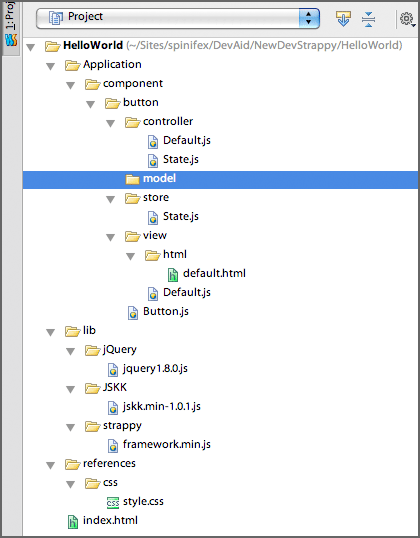 1: Proj
Project
HelloWorld (~/Sites/spinifex/DevAid/NewDevStrappy/HelloWorld)
Application
component
button
controller
Default.js
State.js
model
store
State.js
view
html
default.html
Default.js
Button.js
lib
jQuery
jquery1.8.0.js
JSKK
jskk.min-1.0.1.js
strappy
framework.min.js
references
css
style.css
index.html